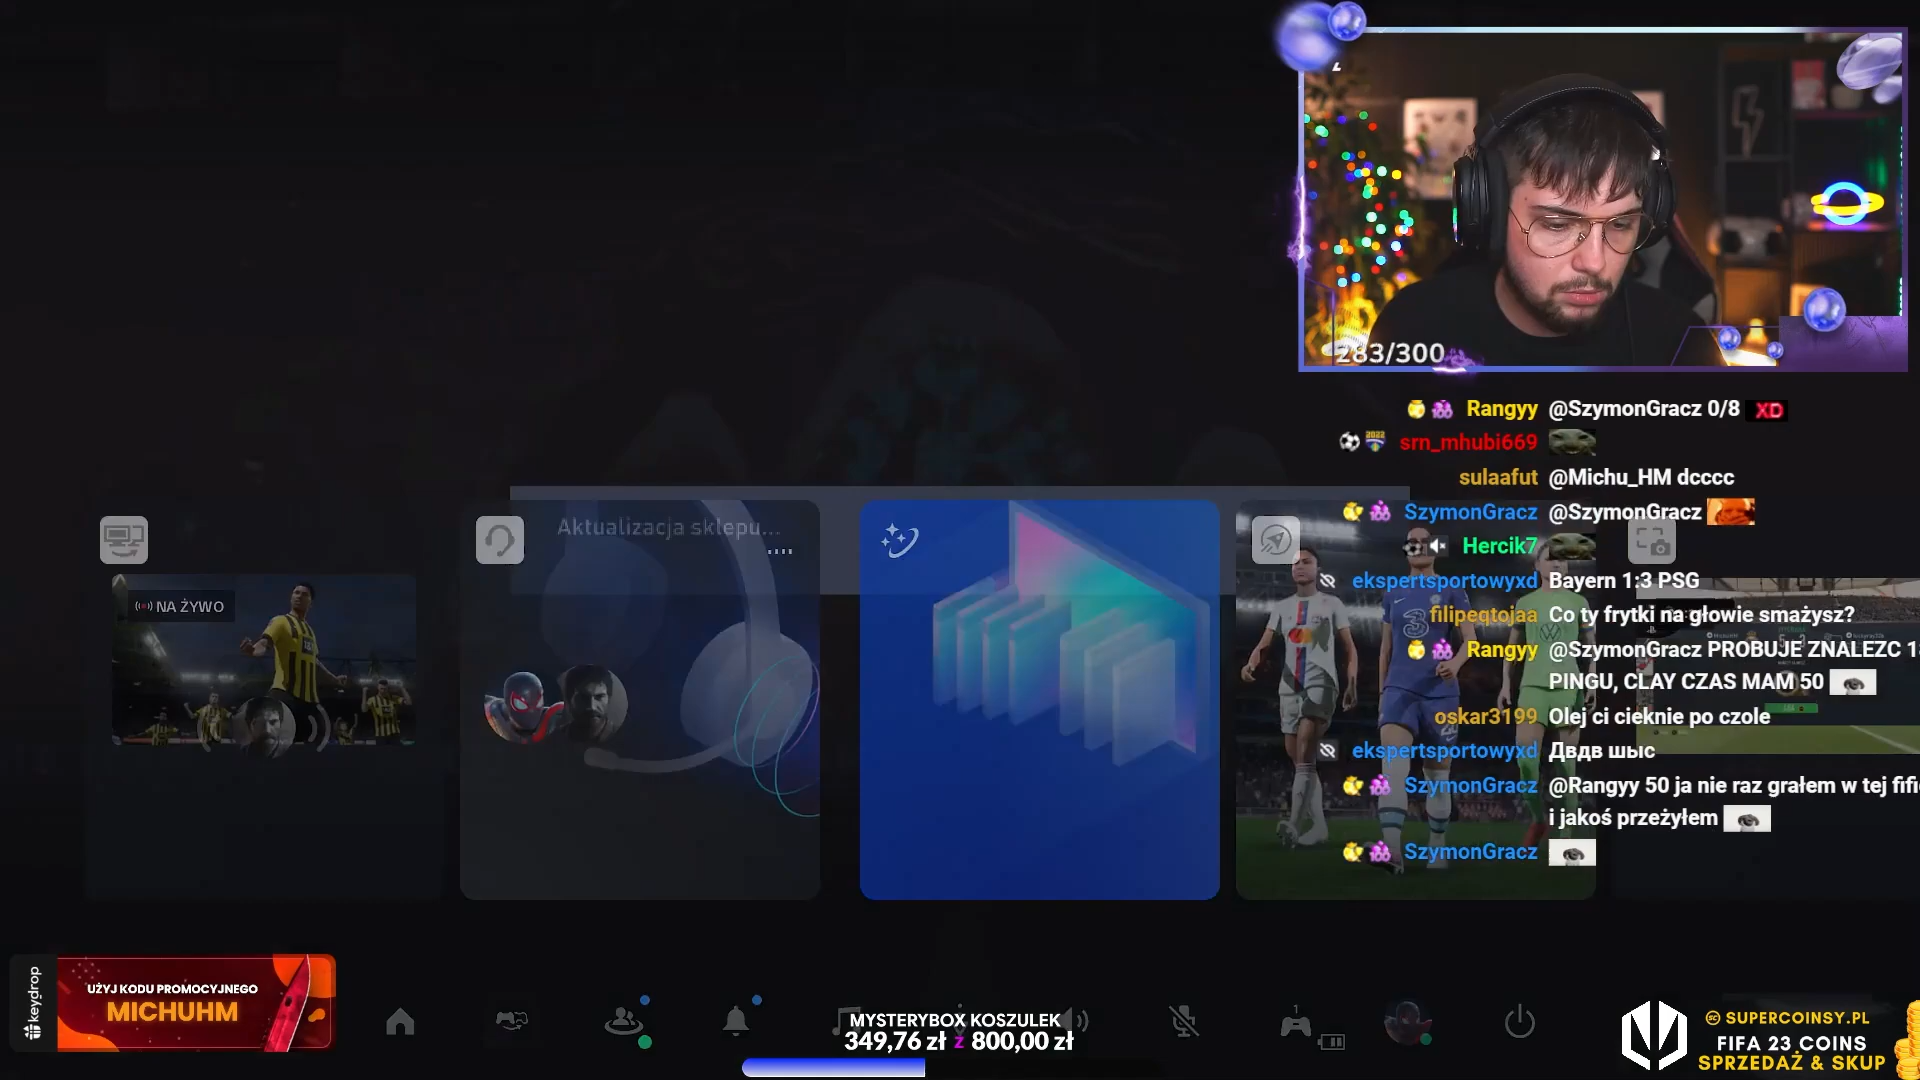 283/300
Rangyy @SzymonGracz 0/8 XD
srn_mhubi669
sulaafut @Michu_HM dcccc
SzymonGracz @SzymonGracz
Hercik7
ekspertsportowyxd Bayern 1:3 PSG
filipeqtojaa Co ty frytki na głowie smażysz?
Rangyy @SzymonGracz PROBUJE ZNALEZC
PINGU, CLAY CZAS MAM 50
oskar3199 Olej ci cieknie po czole
ekspertsportowyxd Двдв шыс
SzymonGracz @Rangyy 50 ja nie raz grałem w tej fifi
i jakoś przeżyłem
SzymonGracz
Aktualizacja sklepu...
NA ŻYWO
keydrop
UŻYJ KODU PROMOCYJNEGO
MICHUHM
MYSTERYBOX KOSZULEK
349,76 zł z 800,00 zł
1
SUPERCOINSY.PL
FIFA 23 COINS
SPRZEDAŻ & SKUP